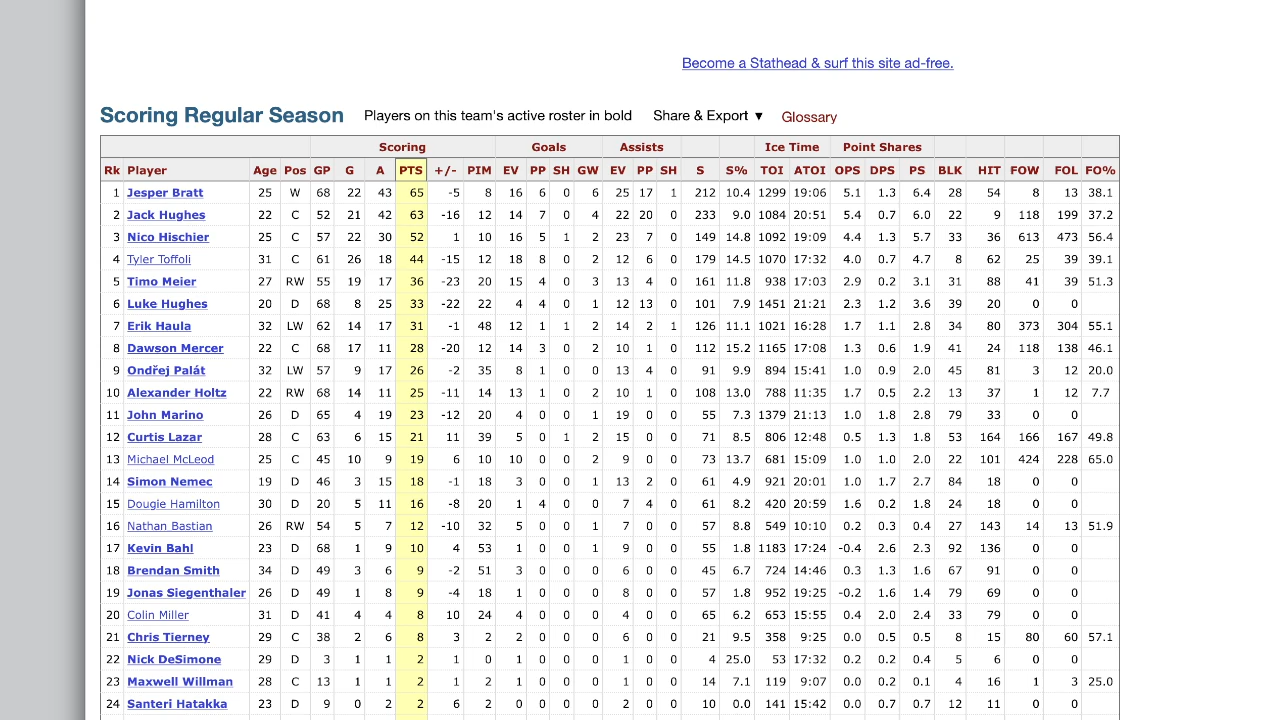 Become a Stathead & surf this site ad-free.
Scoring Regular Season Players on this team's active roster in bold Share & Export ▼ Glossary
Scoring Goals Assists Ice Time Point Shares
Rk Player Age Pos GP G A PTS +/- PIM EV PP SH GW EV PP SH S S% TOI ATOI OPS DPS PS BLK HIT FOW FOL FO%
1 Jesper Bratt 25 W 68 22 43 65 -5 8 16 6 0 6 25 17 1 212 10.4 1299 19:06 5.1 1.3 6.4 28 54 8 13 38.1
2 Jack Hughes 22 C 52 21 42 63 -16 12 14 7 0 4 22 20 0 233 9.0 1084 20:51 5.4 0.7 6.0 22 9 118 199 37.2
3 Nico Hischier 25 C 57 22 30 52 1 10 16 5 1 2 23 7 0 149 14.8 1092 19:09 4.4 1.3 5.7 33 36 613 473 56.4
4 Tyler Toffoli 31 C 61 26 18 44 -15 12 18 8 0 2 12 6 0 179 14.5 1070 17:32 4.0 0.7 4.7 8 62 25 39 39.1
5 Timo Meier 27 RW 55 19 17 36 -23 20 15 4 0 3 13 4 0 161 11.8 938 17:03 2.9 0.2 3.1 31 88 41 39 51.3
6 Luke Hughes 20 D 68 8 25 33 -22 22 4 4 0 1 12 13 0 101 7.9 1451 21:21 2.3 1.2 3.6 39 20 0 0
7 Erik Haula 32 LW 62 14 17 31 -1 48 12 1 1 2 14 2 1 126 11.1 1021 16:28 1.7 1.1 2.8 34 80 373 304 55.1
8 Dawson Mercer 22 C 68 17 11 28 -20 12 14 3 0 2 10 1 0 112 15.2 1165 17:08 1.3 0.6 1.9 41 24 118 138 46.1
9 Ondřej Palát 32 LW 57 9 17 26 -2 35 8 1 0 0 13 4 0 91 9.9 894 15:41 1.0 0.9 2.0 45 81 3 12 20.0
10 Alexander Holtz 22 RW 68 14 11 25 -11 14 13 1 0 2 10 1 0 108 13.0 788 11:35 1.7 0.5 2.2 13 37 1 12 7.7
11 John Marino 26 D 65 4 19 23 -12 20 4 0 0 1 19 0 0 55 7.3 1379 21:13 1.0 1.8 2.8 79 33 0 0
12 Curtis Lazar 28 C 63 6 15 21 11 39 5 0 1 2 15 0 0 71 8.5 806 12:48 0.5 1.3 1.8 53 164 166 167 49.8
13 Michael McLeod 25 C 45 10 9 19 6 10 10 0 0 2 9 0 0 73 13.7 681 15:09 1.0 1.0 2.0 22 101 424 228 65.0
14 Simon Nemec 19 D 46 3 15 18 -1 18 3 0 0 1 13 2 0 61 4.9 921 20:01 1.0 1.7 2.7 84 18 0 0
15 Dougie Hamilton 30 D 20 5 11 16 -8 20 1 4 0 0 7 4 0 61 8.2 420 20:59 1.6 0.2 1.8 24 18 0 0
16 Nathan Bastian 26 RW 54 5 7 12 -10 32 5 0 0 1 7 0 0 57 8.8 549 10:10 0.2 0.3 0.4 27 143 14 13 51.9
17 Kevin Bahl 23 D 68 1 9 10 4 53 1 0 0 1 9 0 0 55 1.8 1183 17:24 -0.4 2.6 2.3 92 136 0 0
18 Brendan Smith 34 D 49 3 6 9 -2 51 3 0 0 0 6 0 0 45 6.7 724 14:46 0.3 1.3 1.6 67 91 0 0
19 Jonas Siegenthaler 26 D 49 1 8 9 -4 18 1 0 0 0 8 0 0 57 1.8 952 19:25 -0.2 1.6 1.4 79 69 0 0
20 Colin Miller 31 D 41 4 4 8 10 24 4 0 0 0 4 0 0 65 6.2 653 15:55 0.4 2.0 2.4 33 79 0 0
21 Chris Tierney 29 C 38 2 6 8 3 2 2 0 0 0 6 0 0 21 9.5 358 9:25 0.0 0.5 0.5 8 15 80 60 57.1
22 Nick DeSimone 29 D 3 1 1 2 1 0 1 0 0 0 1 0 0 4 25.0 53 17:32 0.2 0.2 0.4 5 6 0 0
23 Maxwell Willman 28 C 13 1 1 2 1 2 1 0 0 0 1 0 0 14 7.1 119 9:07 0.0 0.2 0.1 4 16 1 3 25.0
24 Santeri Hatakka 23 D 9 0 2 2 6 2 0 0 0 0 2 0 0 10 0.0 141 15:42 0.0 0.7 0.7 12 11 0 0